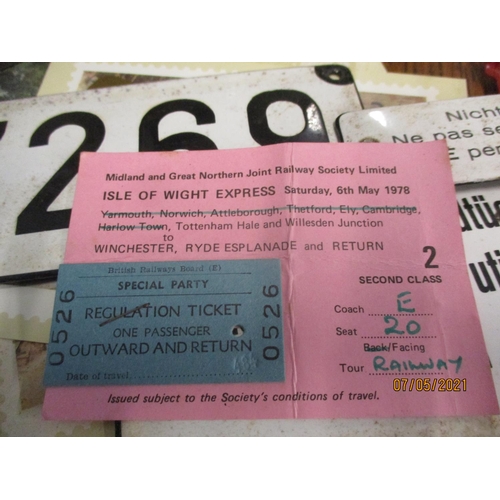 7269
Nicht
Ne pas s
E pe
Midland and Great Northern Joint Railway Society Limited
ISLE OF WIGHT EXPRESS Saturday, 6th May 1978
Yarmouth, Norwich, Attleborough, Thetford, Ely, Cambridge,
Harlow Town, Tottenham Hale and Willesden Junction
to
WINCHESTER, RYDE ESPLANADE and RETURN
2
SECOND CLASS
Coach E
Seat 20
Back/Facing
Tour RAILWAY
Issued subject to the Society's conditions of travel.
British Railways Board (E)
SPECIAL PARTY
REGULATION TICKET
ONE PASSENGER
OUTWARD AND RETURN
Date of travel
0526
0526
07/05/2021